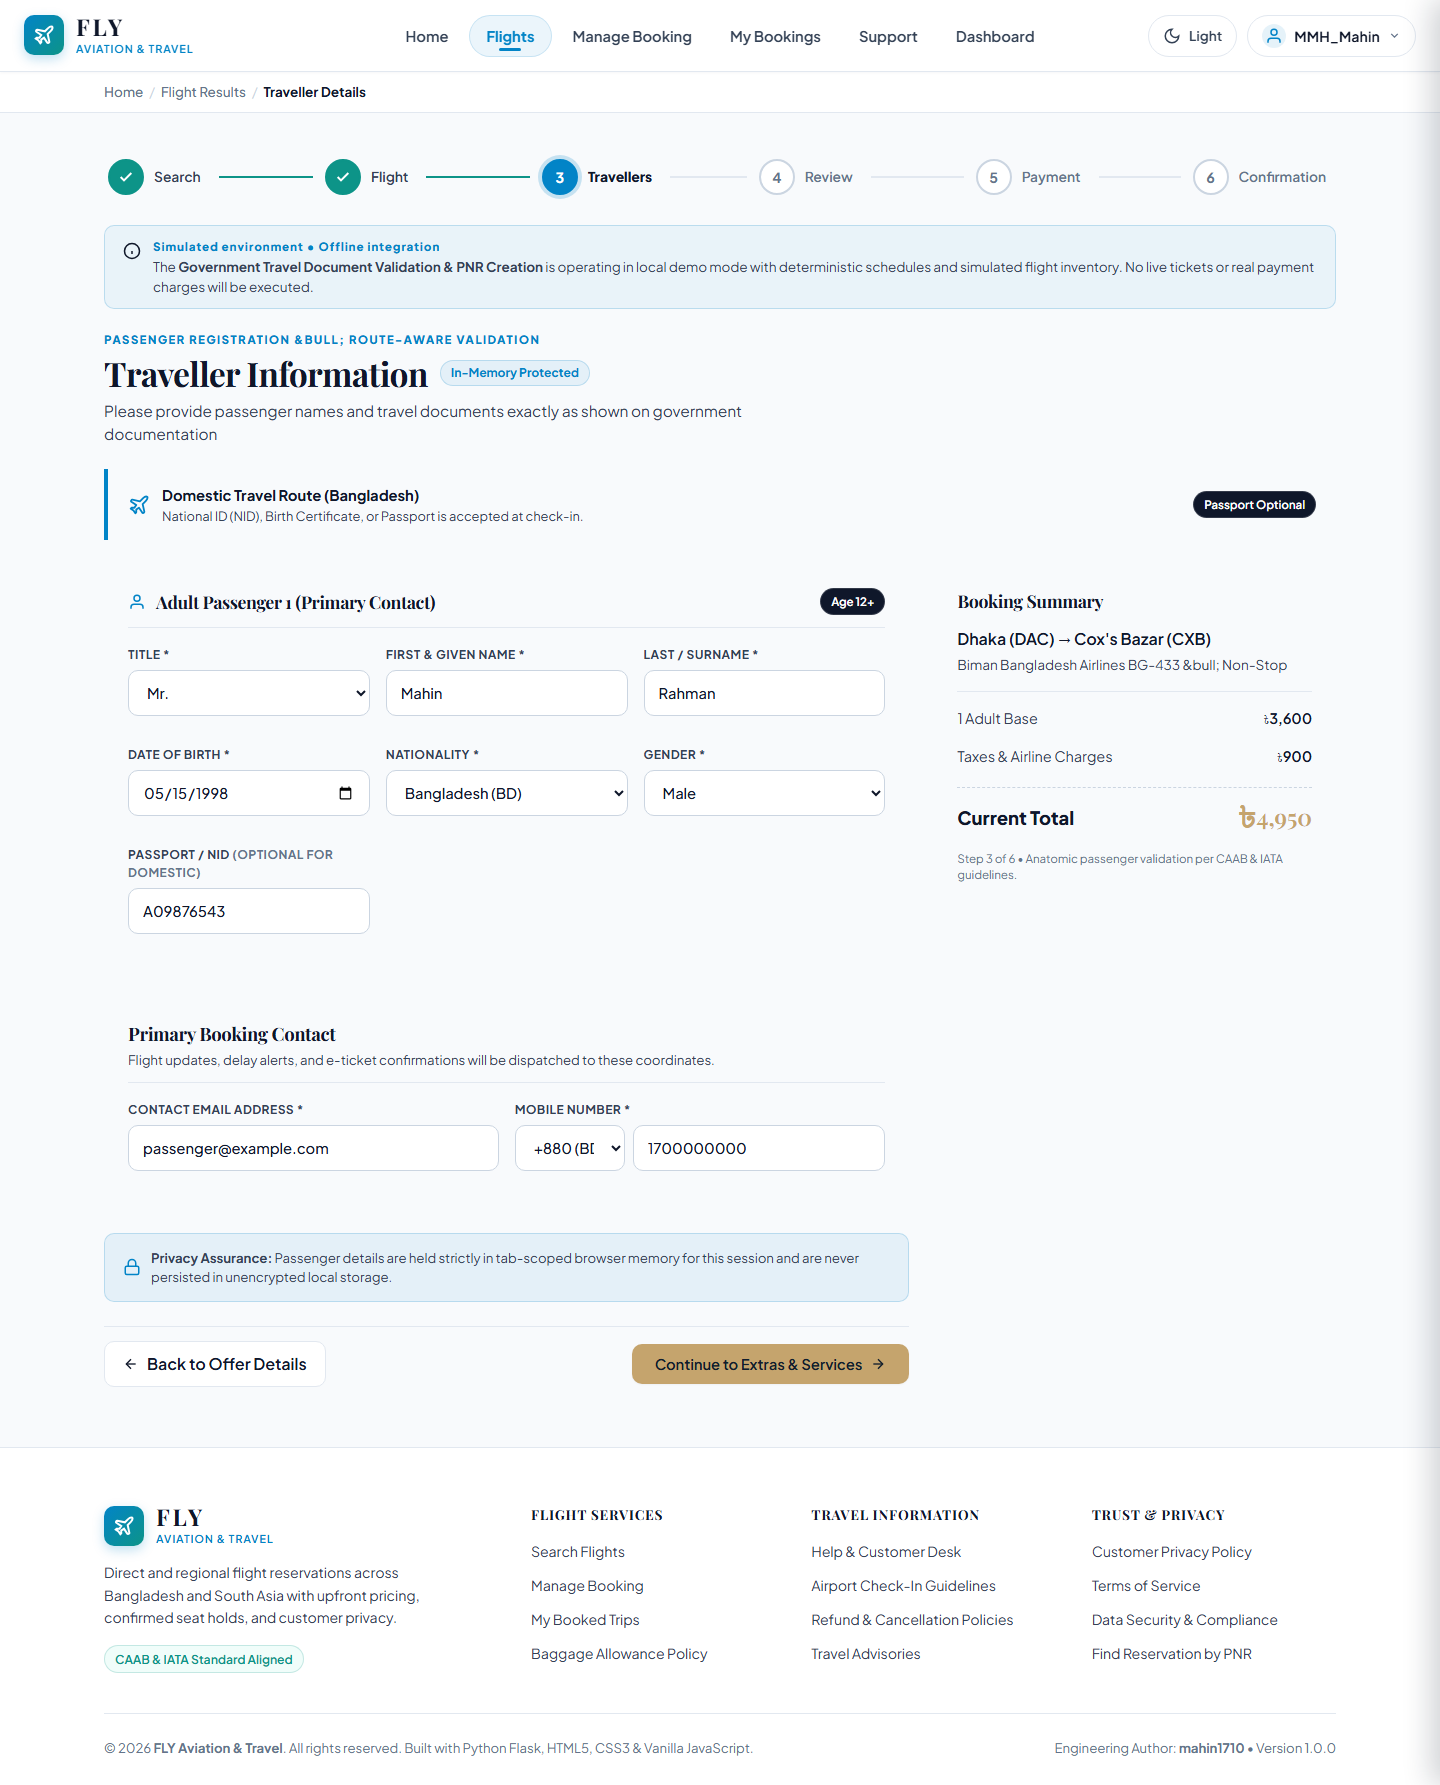 FLY
AVIATION & TRAVEL
Home
Flights
Manage Booking
My Bookings
Support
Dashboard
Light
MMH_Mahin
Home / Flight Results / Traveller Details
Search
Flight
3 Travellers
4 Review
5 Payment
6 Confirmation
Simulated environment • Offline integration
The Government Travel Document Validation & PNR Creation is operating in local demo mode with deterministic schedules and simulated flight inventory. No live tickets or real payment
charges will be executed.
PASSENGER REGISTRATION &BULL; ROUTE-AWARE VALIDATION
Traveller Information
In-Memory Protected
Please provide passenger names and travel documents exactly as shown on government
documentation
Domestic Travel Route (Bangladesh)
National ID (NID), Birth Certificate, or Passport is accepted at check-in.
Passport Optional
Adult Passenger 1 (Primary Contact)
Age 12+
TITLE *
FIRST & GIVEN NAME *
LAST / SURNAME *
Mr.
Mahin
Rahman
DATE OF BIRTH *
NATIONALITY *
GENDER *
05/15/1998
Bangladesh (BD)
Male
PASSPORT / NID (OPTIONAL FOR
DOMESTIC)
A09876543
Booking Summary
Dhaka (DAC) → Cox's Bazar (CXB)
Biman Bangladesh Airlines BG-433 &bull; Non-Stop
1 Adult Base
৳3,600
Taxes & Airline Charges
৳900
Current Total
৳4,950
Step 3 of 6 • Anatomic passenger validation per CAAB & IATA
guidelines.
Primary Booking Contact
Flight updates, delay alerts, and e-ticket confirmations will be dispatched to these coordinates.
CONTACT EMAIL ADDRESS *
MOBILE NUMBER *
passenger@example.com
+880 (BD
1700000000
Privacy Assurance: Passenger details are held strictly in tab-scoped browser memory for this session and are never
persisted in unencrypted local storage.
Back to Offer Details
Continue to Extras & Services
FLY
AVIATION & TRAVEL
Direct and regional flight reservations across
Bangladesh and South Asia with upfront pricing,
confirmed seat holds, and customer privacy.
CAAB & IATA Standard Aligned
FLIGHT SERVICES
Search Flights
Manage Booking
My Booked Trips
Baggage Allowance Policy
TRAVEL INFORMATION
Help & Customer Desk
Airport Check-In Guidelines
Refund & Cancellation Policies
Travel Advisories
TRUST & PRIVACY
Customer Privacy Policy
Terms of Service
Data Security & Compliance
Find Reservation by PNR
© 2026 FLY Aviation & Travel. All rights reserved. Built with Python Flask, HTML5, CSS3 & Vanilla JavaScript.
Engineering Author: mahin1710 • Version 1.0.0